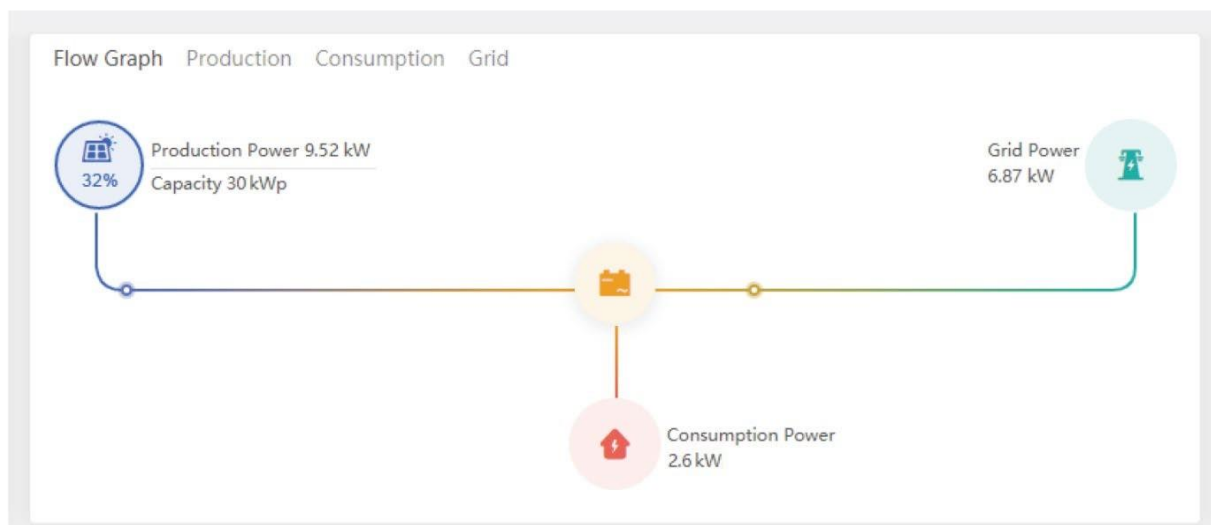 Flow Graph Production Consumption Grid
Production Power 9.52 kW
32%
Capacity 30 kWp
Grid Power
6.87 kW
Consumption Power
2.6 kW